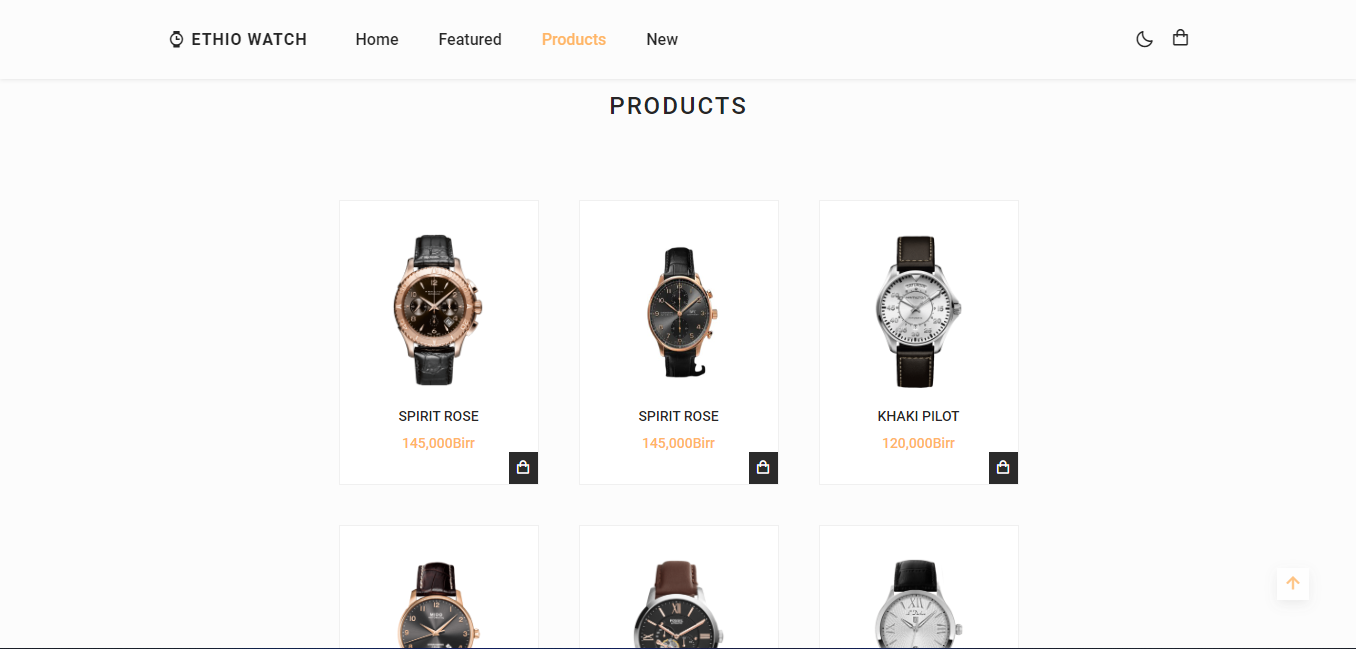 ETHIO WATCH Home Featured Products New
PRODUCTS
SPIRIT ROSE
145,000Birr
SPIRIT ROSE
145,000Birr
KHAKI PILOT
120,000Birr